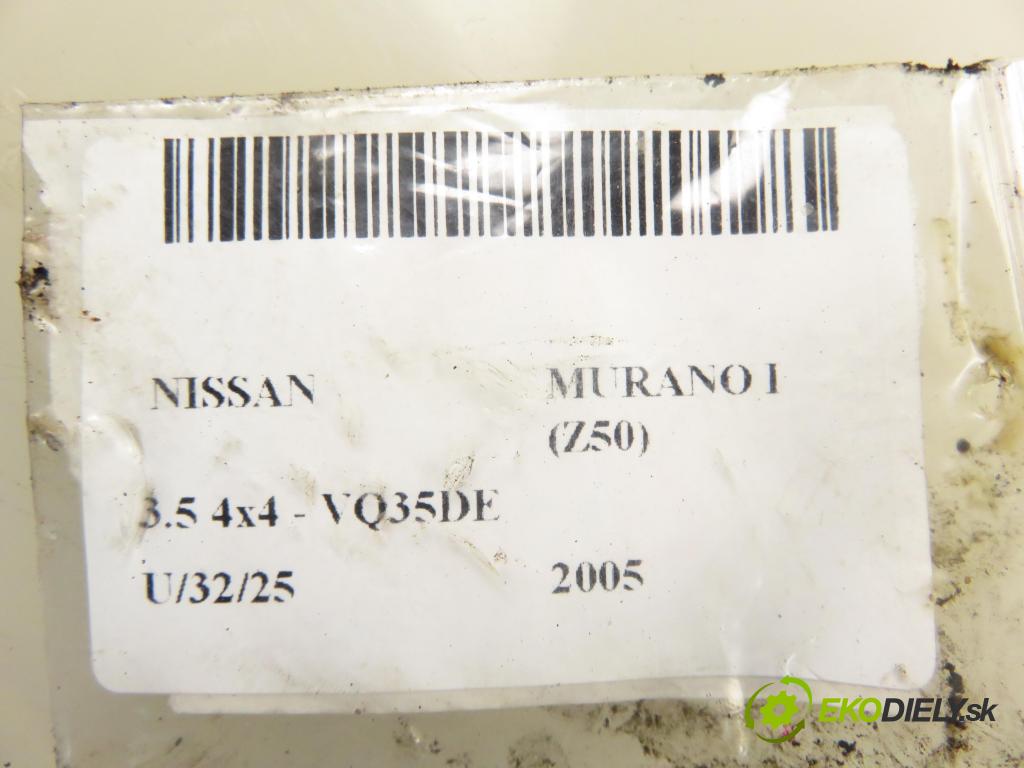 NISSAN MURANO I
(Z50)
3.5 4x4 - VQ35DE
U/32/25 2005
EKODIELY.sk